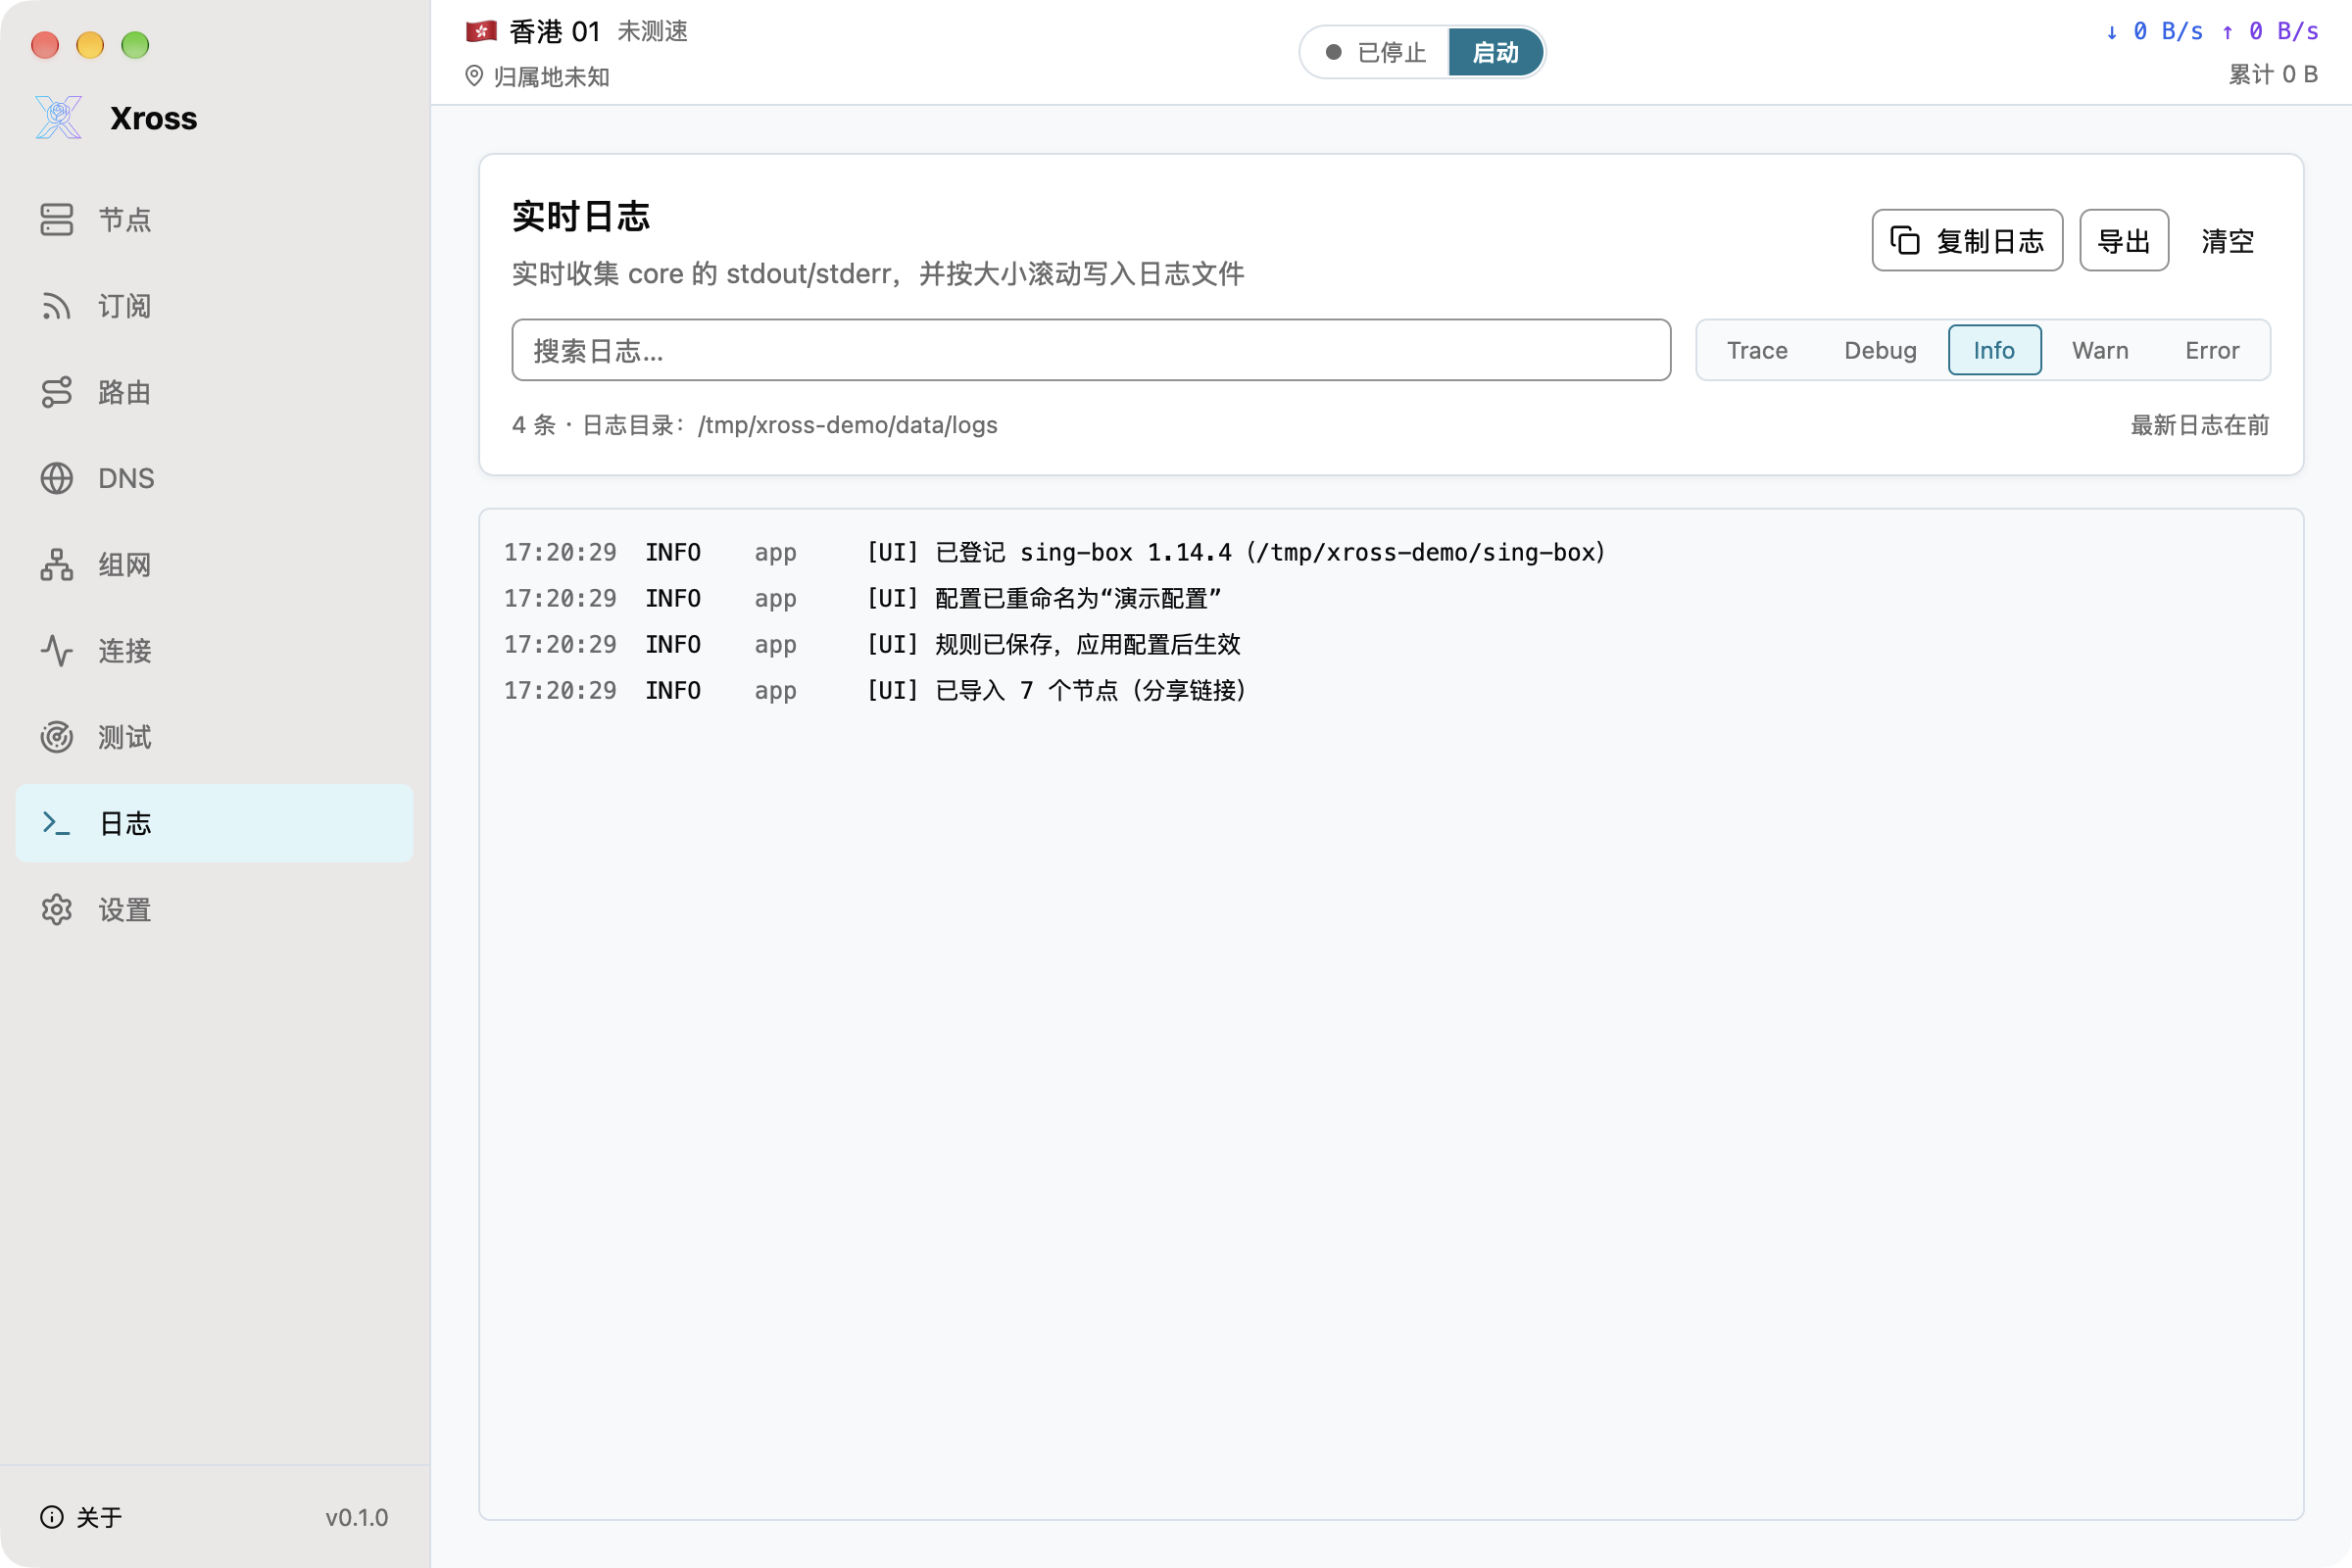 Xross
节点
订阅
路由
DNS
组网
连接
测试
日志
设置
关于 v0.1.0
香港 01 未测速
归属地未知
已停止 启动
↓ 0 B/s ↑ 0 B/s
累计 0 B
实时日志
实时收集 core 的 stdout/stderr，并按大小滚动写入日志文件
复制日志 导出 清空
搜索日志...
Trace Debug Info Warn Error
4 条 · 日志目录：/tmp/xross-demo/data/logs
最新日志在前
17:20:29 INFO app [UI] 已登记 sing-box 1.14.4（/tmp/xross-demo/sing-box）
17:20:29 INFO app [UI] 配置已重命名为“演示配置”
17:20:29 INFO app [UI] 规则已保存，应用配置后生效
17:20:29 INFO app [UI] 已导入 7 个节点（分享链接）